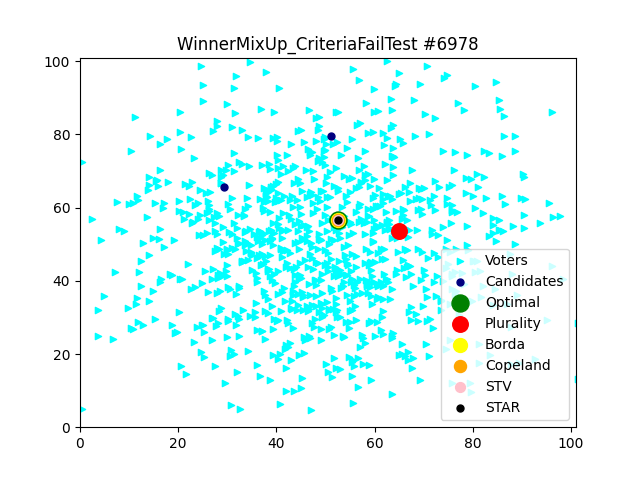 WinnerMixUp_CriteriaFailTest #6978
100
80
60
40
20
0
0 20 40 60 80 100
Voters
Candidates
Optimal
Plurality
Borda
Copeland
STV
STAR